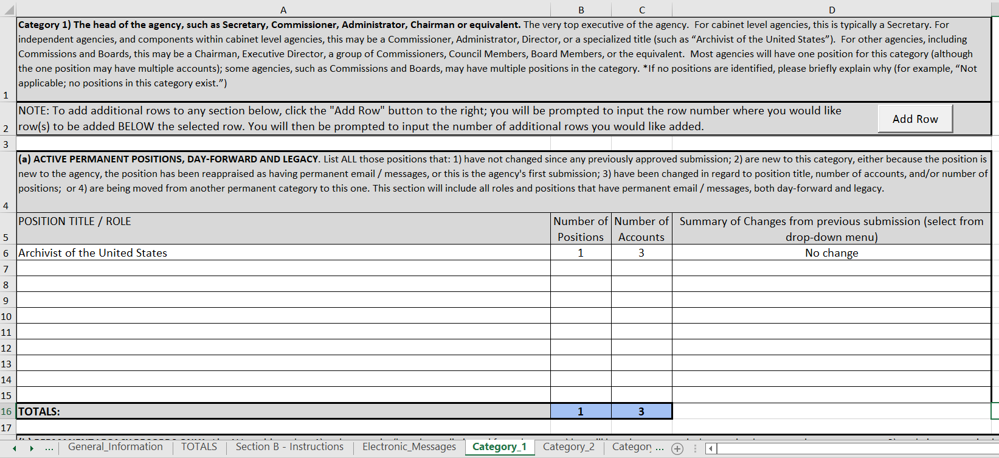 A B C D
1 Category 1) The head of the agency, such as Secretary, Commissioner, Administrator, Chairman or equivalent. The very top executive of the agency.  For cabinet level agencies, this is typically a Secretary. For
independent agencies, and components within cabinet level agencies, this may be a Commissioner, Administrator, Director, or a specialized title (such as “Archivist of the United States”).  For other agencies, including
Commissions and Boards, this may be a Chairman, Executive Director, a group of Commissioners, Council Members, Board Members, or the equivalent.  Most agencies will have one position for this category (although
the one position may have multiple accounts); some agencies, such as Commissions and Boards, may have multiple positions in the category. *If no positions are identified, please briefly explain why (for example, “Not
applicable; no positions in this category exist.”)
2 NOTE: To add additional rows to any section below, click the "Add Row" button to the right; you will be prompted to input the row number where you would like
row(s) to be added BELOW the selected row. You will then be prompted to input the number of additional rows you would like added.
Add Row
3
4 (a) ACTIVE PERMANENT POSITIONS, DAY-FORWARD AND LEGACY. List ALL those positions that: 1) have not changed since any previously approved submission; 2) are new to this category, either because the position is
new to the agency, the position has been reappraised as having permanent email / messages, or this is the agency's first submission; 3) have been changed in regard to position title, number of accounts, and/or number of
positions;  or 4) are being moved from another permanent category to this one. This section will include all roles and positions that have permanent email / messages, both day-forward and legacy.
5 POSITION TITLE / ROLE Number of Number of Summary of Changes from previous submission (select from
Positions Accounts drop-down menu)
6 Archivist of the United States 1 3 No change
7
8
9
10
11
12
13
14
15
16 TOTALS: 1 3
17
... General_Information TOTALS Section B - Instructions Electronic_Messages Category_1 Category_2 Category ...